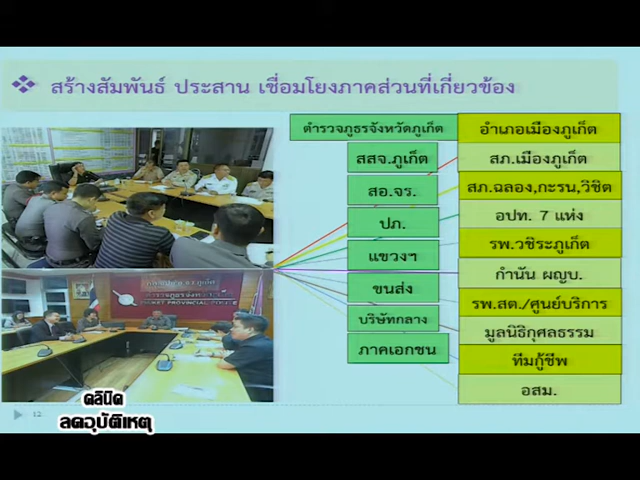 สร้างสัมพันธ์ ประสาน เชื่อมโยงภาคส่วนที่เกี่ยวข้อง
ตำรวจภูธรจังหวัดภูเก็ต
สสจ.ภูเก็ต
สอ.จร.
ปภ.
แขวงฯ
ขนส่ง
บริษัทกลาง
ภาคเอกชน
อำเภอเมืองภูเก็ต
สภ.เมืองภูเก็ต
สภ.ฉลอง,กะรน,วิชิต
อปท. 7 แห่ง
รพ.วชิระภูเก็ต
กำนัน ผญบ.
รพ.สต./ศูนย์บริการ
มูลนิธิกุศลธรรม
ทีมกู้ชีพ
อสม.
PHUKET PROVINCIAL POLICE
12
คลินิค
ลดอุบัติเหตุ